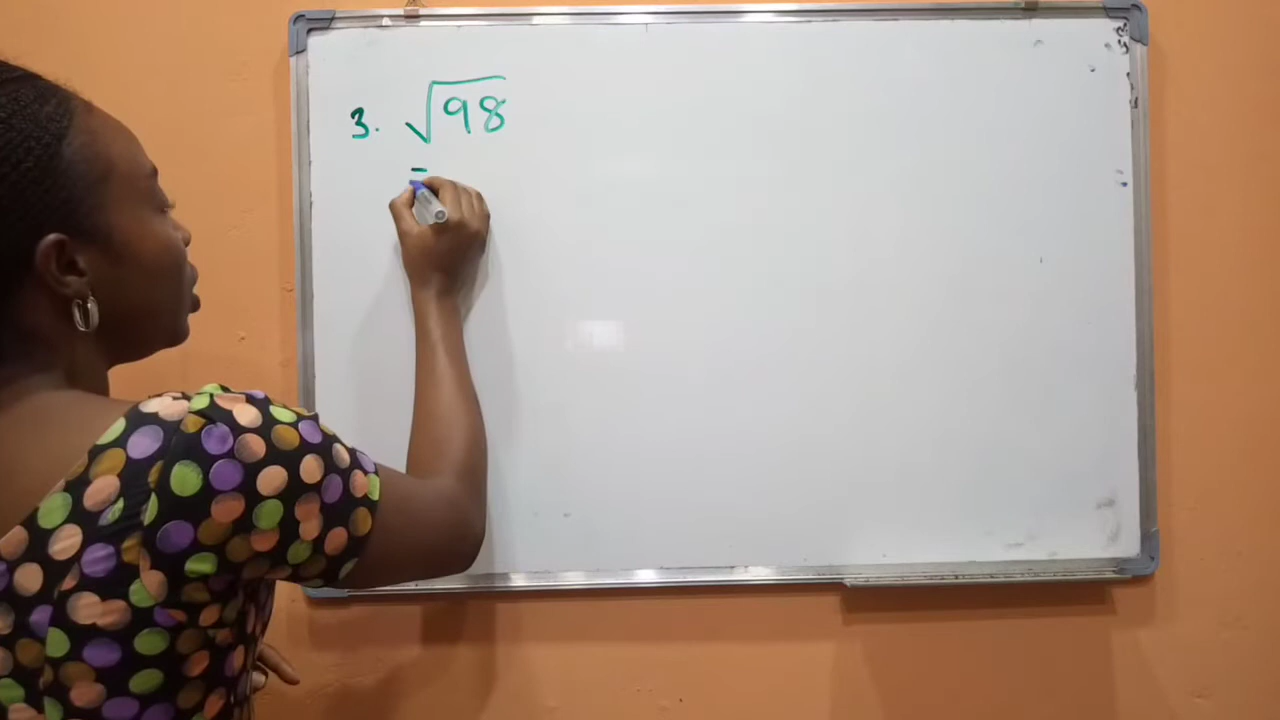 3. √98
=